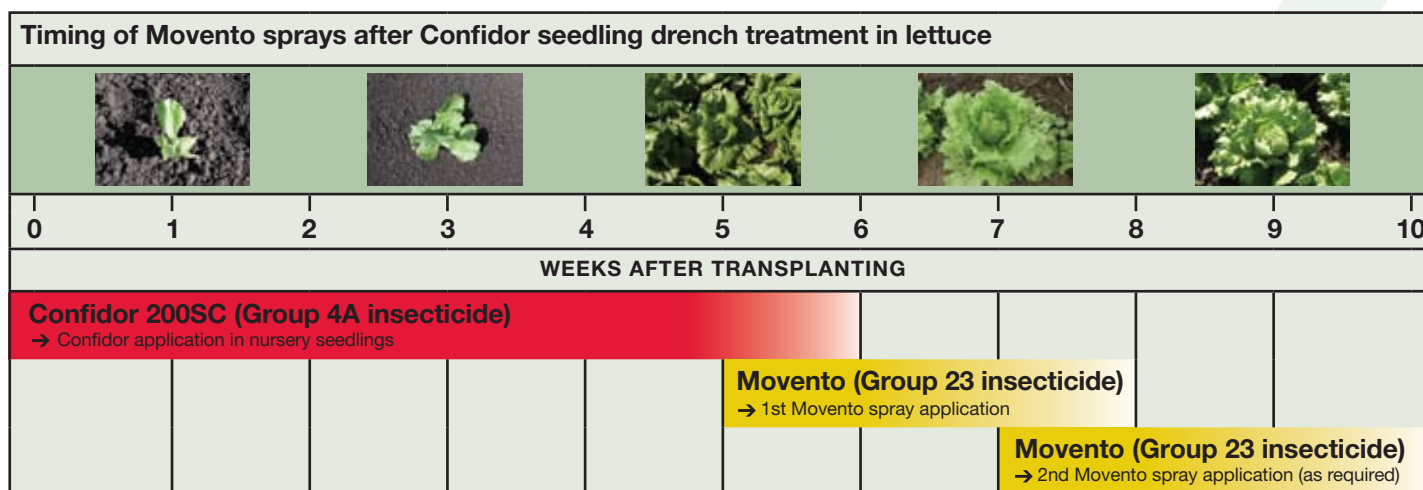 Timing of Movento sprays after Confidor seedling drench treatment in lettuce
0 1 2 3 4 5 6 7 8 9 10
WEEKS AFTER TRANSPLANTING
Confidor 200SC (Group 4A insecticide)
→ Confidor application in nursery seedlings
Movento (Group 23 insecticide)
→ 1st Movento spray application
Movento (Group 23 insecticide)
→ 2nd Movento spray application (as required)